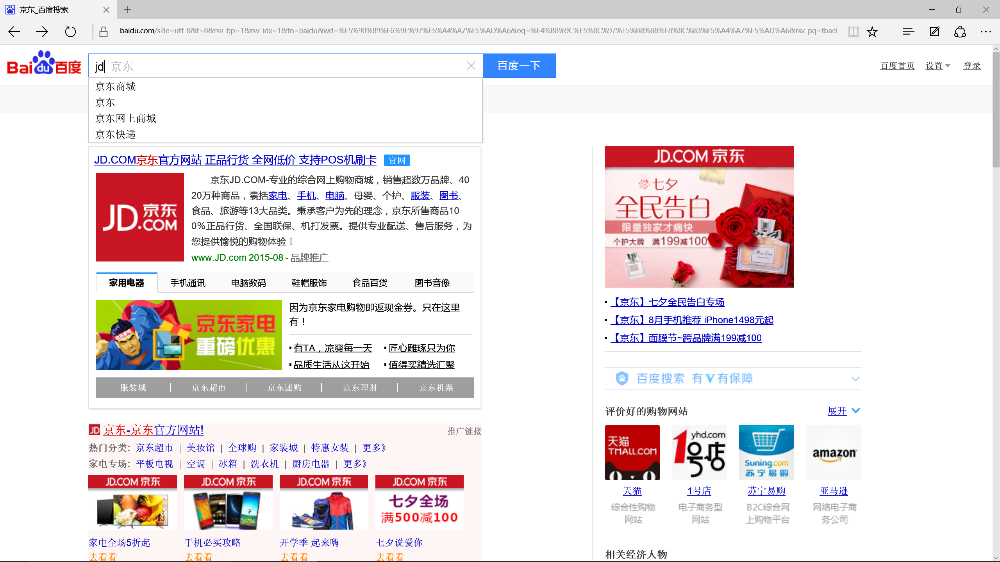 京东_百度搜索
baidu.com/s?ie=utf-8&f=8&rsv_bp=1&rsv_idx=1&tn=baidu&wd=%E5%90%89%E6%9E%97%E5%A4%A7%E5%AD%A6&oq=%E4%B8%9C%E5%8C%97%E5%B8%88%E8%8C%83%E5%A4%A7%E5%AD%A6&rsv_pq=fbae
Bai du 百度
jd 京东
百度一下
百度首页 设置 登录
京东商城
京东
京东网上商城
京东快递
JD.COM京东官方网站 正品行货 全网低价 支持POS机刷卡 官网
JD.京东.COM
京东JD.COM-专业的综合网上购物商城，销售超数万品牌、40
20万种商品，囊括家电、手机、电脑、母婴、个护、服装、图书、
食品、旅游等13大品类。秉承客户为先的理念，京东所售商品10
0%正品行货、全国联保、机打发票。提供专业配送、售后服务，为
您提供愉悦的购物体验！
www.JD.com 2015-08 - 品牌推广
家用电器 手机通讯 电脑数码 鞋帽服饰 食品百货 图书音像
京东家电
重磅优惠
因为京东家电购物即返现金券。只在这里
有！
有TA，凉爽每一天 匠心雕琢只为你
品质生活从这开始 值得买精选汇聚
服装城 京东超市 京东团购 京东理财 京东机票
JD 京东-京东官方网站!
推广链接
热门分类: 京东超市 | 美妆馆 | 全球购 | 家装城 | 特惠女装 | 更多》
家电专场: 平板电视 | 空调 | 冰箱 | 洗衣机 | 厨房电器 | 更多》
JD.COM 京东 JD.COM 京东 JD.COM 京东 JD.COM 京东
七夕全场
满500减100
家电全场5折起 手机必买攻略 开学季 起来嗨 七夕说爱你
去看看 去看看 去看看 去看看
JD.COM 京东
七夕
全民告白
限量独家才痛快
个护大牌 满199减100
Miss Dior
【京东】七夕全民告白专场
【京东】8月手机推荐 iPhone1498元起
【京东】面膜节~跨品牌满199减100
百度搜索 有V有保障
评价好的购物网站
展开
天猫
TMALL.COM
yhd.com
1号店
Suning.com
苏宁易购
amazon
天猫 1号店 苏宁易购 亚马逊
综合性购物 电子商务型 B2C综合网 网络电子商
网站 网站 上购物平台 务公司
相关经济人物